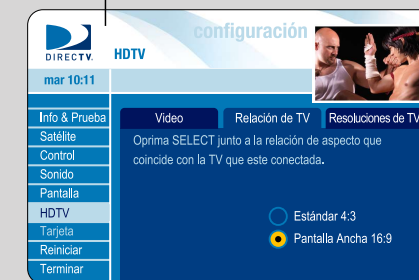 configuración
DIRECTV.
HDTV
mar 10:11
Info & Prueba
Satélite
Control
Sonido
Pantalla
HDTV
Tarjeta
Reiniciar
Terminar
Video
Relación de TV
Resoluciones de TV
Oprima SELECT junto a la relación de aspecto que
coincide con la TV que este conectada.
Estándar 4:3
Pantalla Ancha 16:9